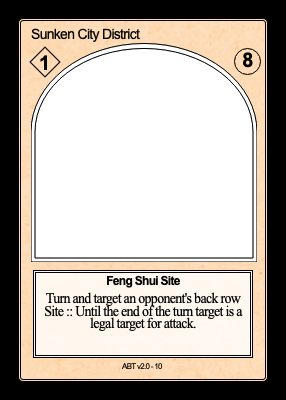 Sunken City District
1
8
Feng Shui Site
Turn and target an opponent's back row
Site :: Until the end of the turn target is a
legal target for attack.
ABT v2.0 - 10